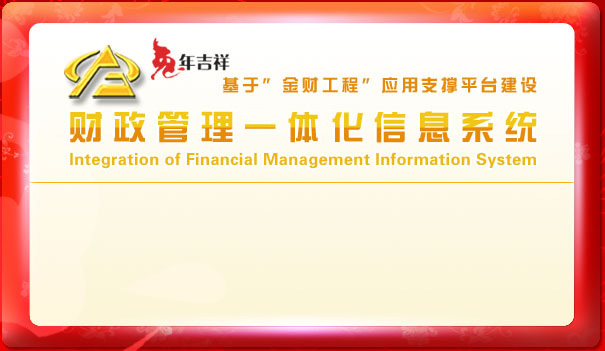 兔年吉祥
基于”金财工程”应用支撑平台建设
财政管理一体化信息系统
Integration of Financial Management Information System